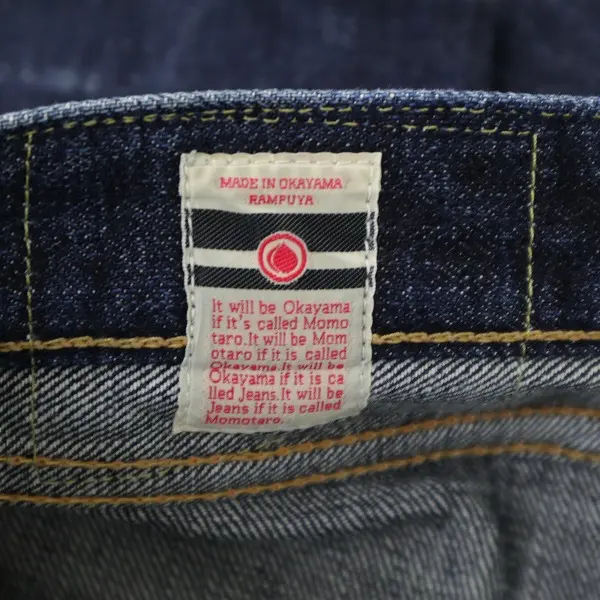 MADE IN OKAYAMA
RAMPUYA
It will be Okayama
if it's called Momo
taro.It will be Mom
otaro if it is called
Okayama.It will be
Okayama if it is ca
lled Jeans.It will be
Jeans if it is called
Momotaro.